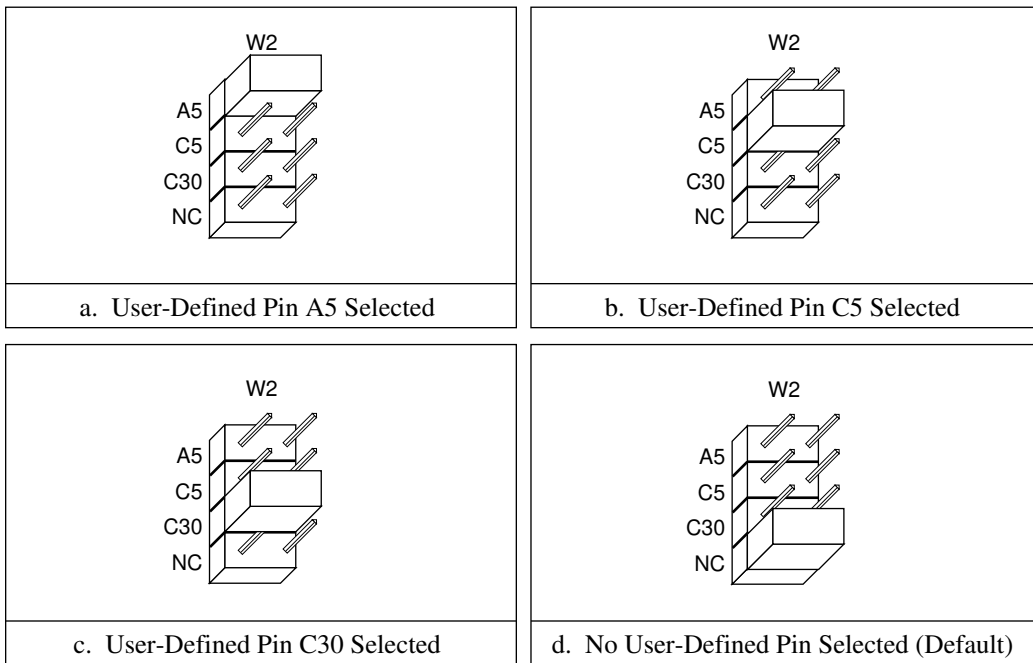 W2
A5
C5
C30
NC
a. User-Defined Pin A5 Selected
W2
A5
C5
C30
NC
b. User-Defined Pin C5 Selected
W2
A5
C5
C30
NC
c. User-Defined Pin C30 Selected
W2
A5
C5
C30
NC
d. No User-Defined Pin Selected (Default)